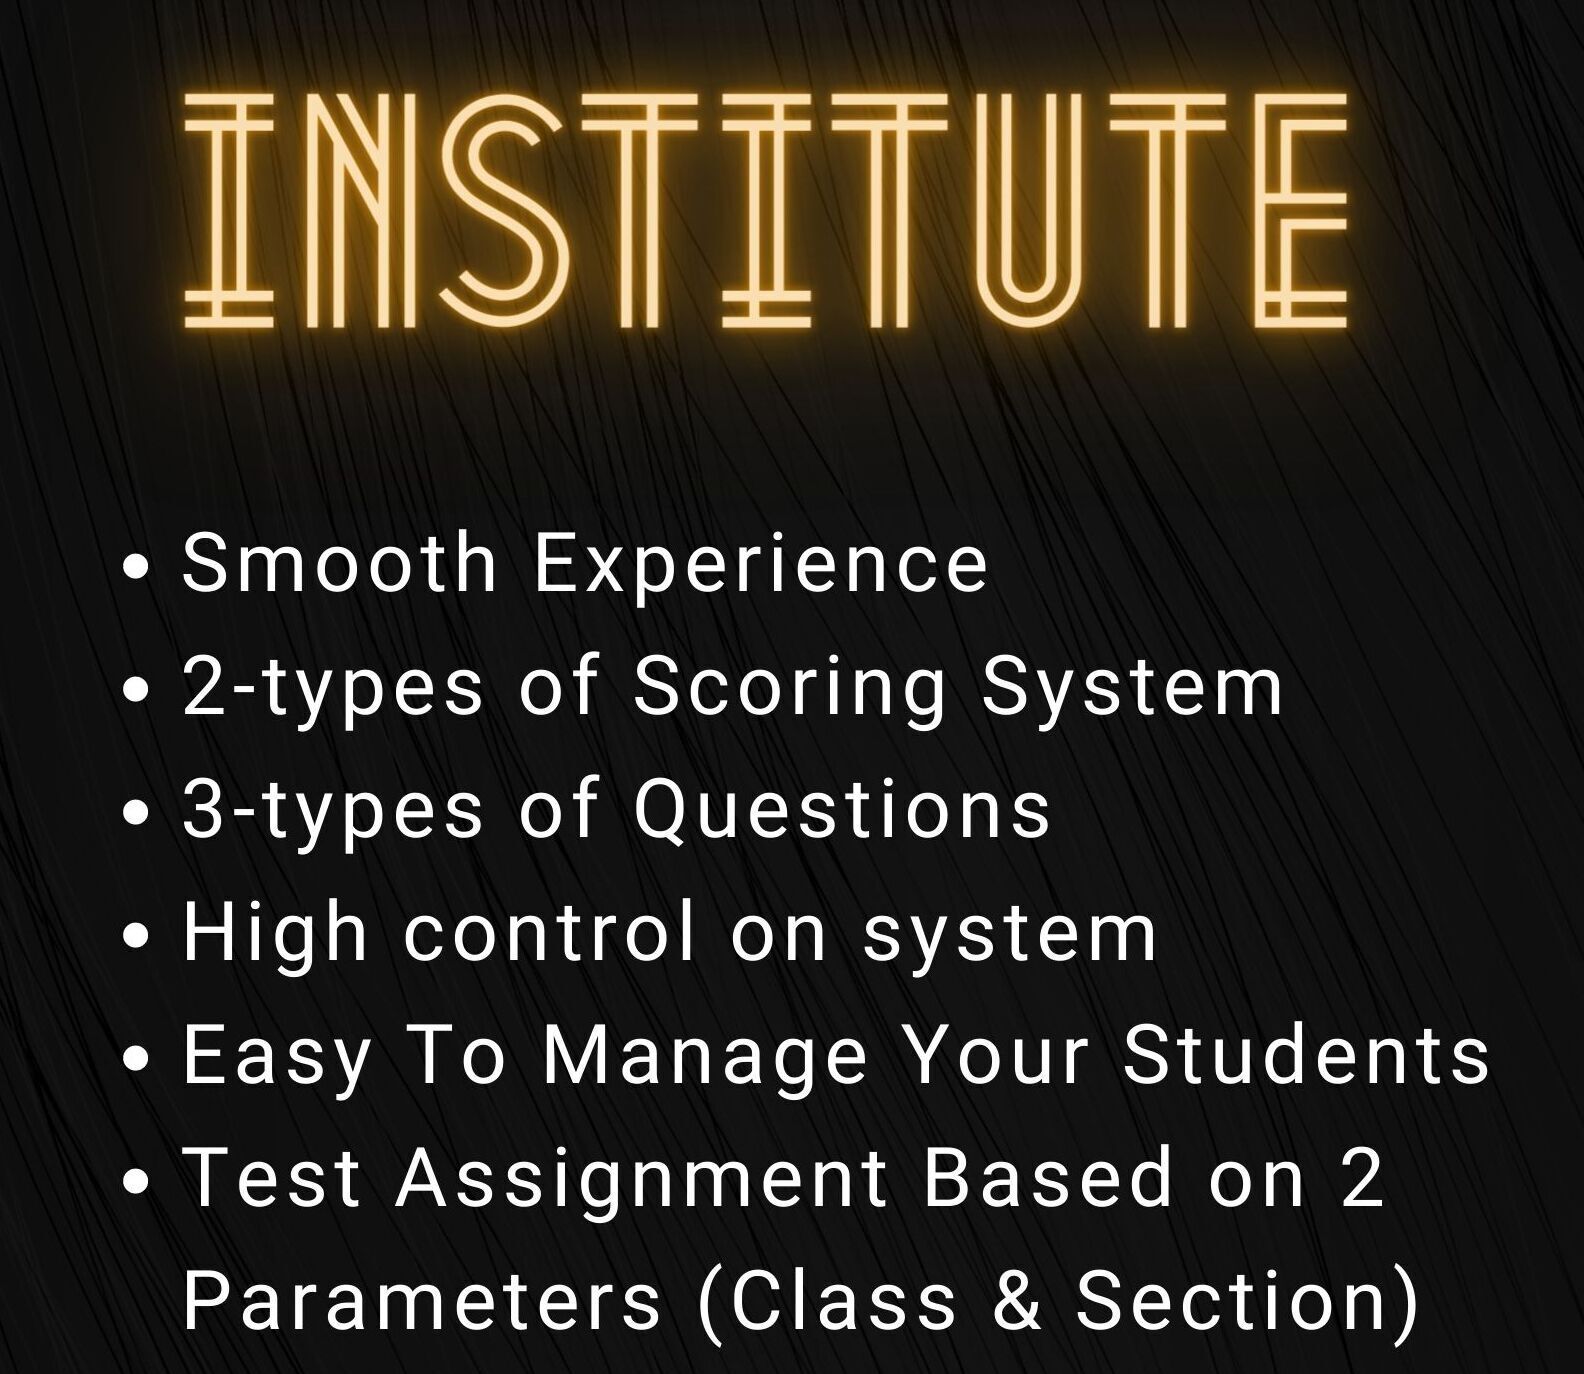 INSTITUTE
• Smooth Experience
• 2-types of Scoring System
• 3-types of Questions
• High control on system
• Easy To Manage Your Students
• Test Assignment Based on 2
Parameters (Class & Section)